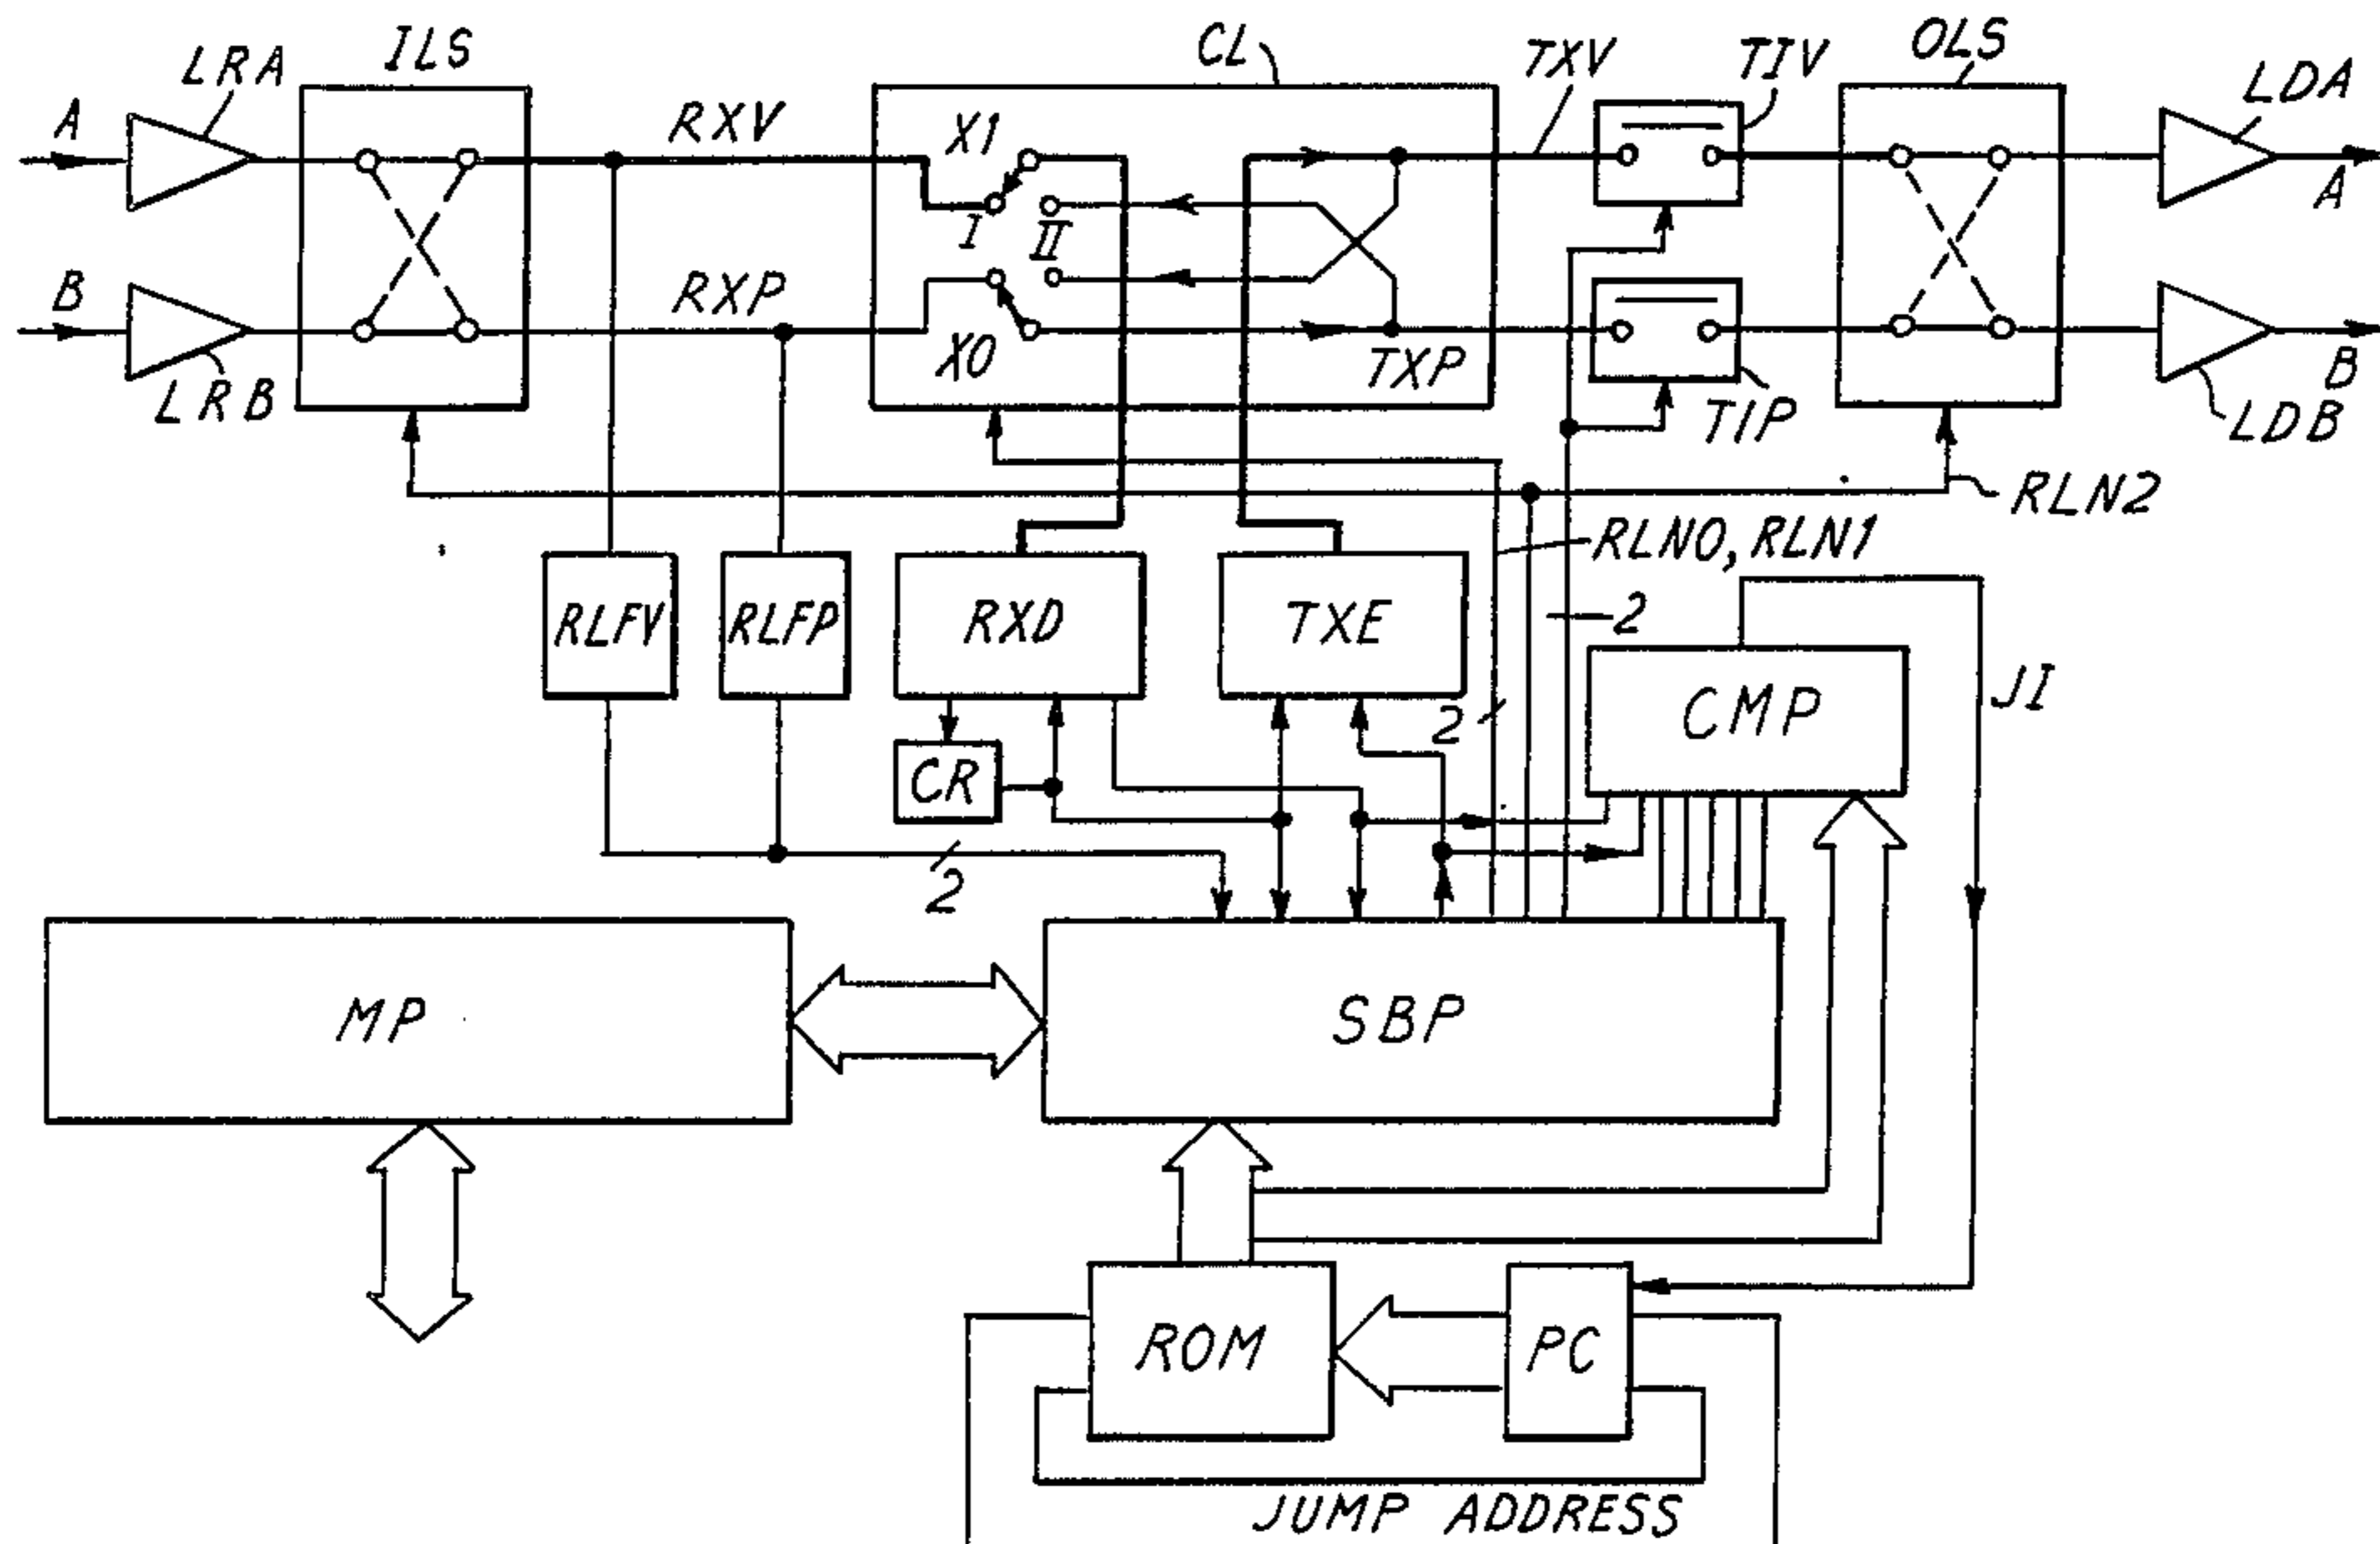 LRA
ILS
CL
TXV
TIV
OLS
LDA
A
RXV
X1
A
I
II
B
RXP
LRB
X0
TXP
TIP
B
LDB
RLN2
RLN0, RLN1
RLFV
RLFP
RXD
TXE
2
CMP
JI
2
CR
2
MP
SBP
ROM
PC
JUMP ADDRESS